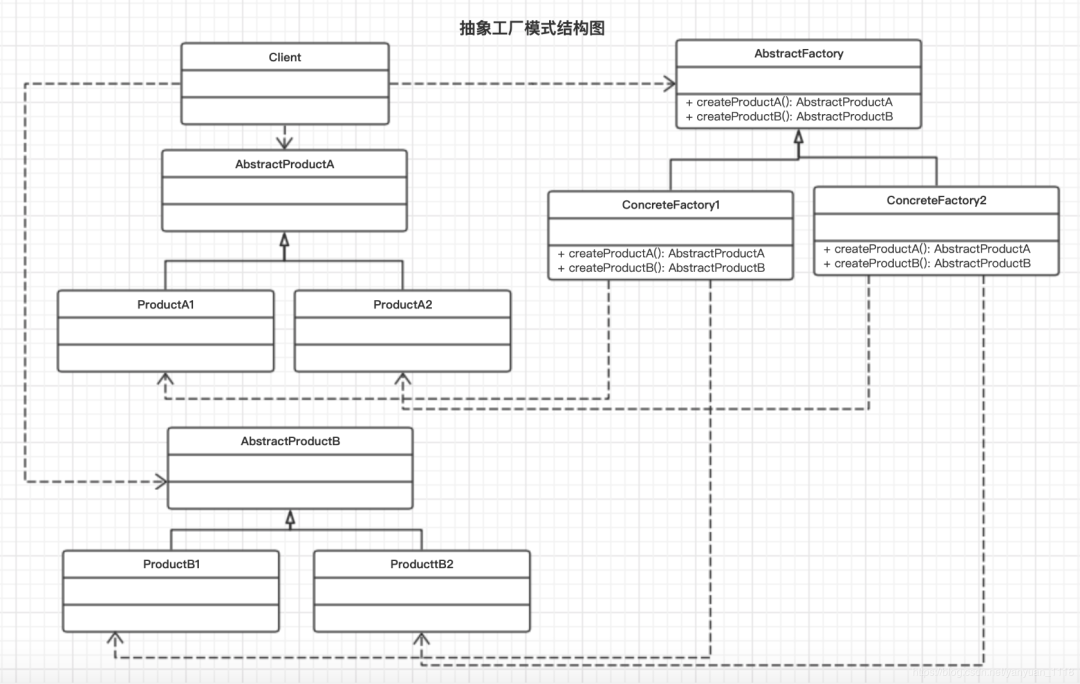 抽象工厂模式结构图
Client
AbstractFactory
+ createProductA(): AbstractProductA
+ createProductB(): AbstractProductB
AbstractProductA
ConcreteFactory1
+ createProductA(): AbstractProductA
+ createProductB(): AbstractProductB
ConcreteFactory2
+ createProductA(): AbstractProductA
+ createProductB(): AbstractProductB
ProductA1
ProductA2
AbstractProductB
ProductB1
ProducttB2